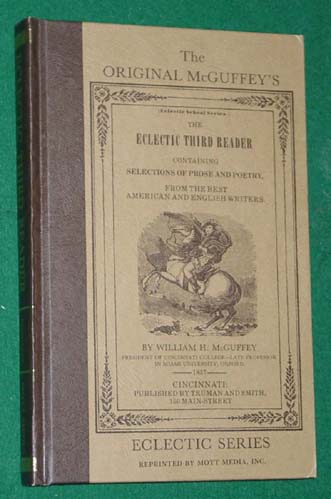 The
ORIGINAL McGUFFEY'S
Eclectic School Series.
THE
ECLECTIC THIRD READER
CONTAINING
SELECTIONS OF PROSE AND POETRY,
FROM THE BEST
AMERICAN AND ENGLISH WRITERS.
BY WILLIAM H. McGUFFEY
PRESIDENT OF CINCINNATI COLLEGE—LATE PROFESSOR
IN MIAMI UNIVERSITY, OXFORD.
1837
CINCINNATI:
PUBLISHED BY TRUMAN AND SMITH,
150 MAIN-STREET
ECLECTIC SERIES
REPRINTED BY MOTT MEDIA, INC.